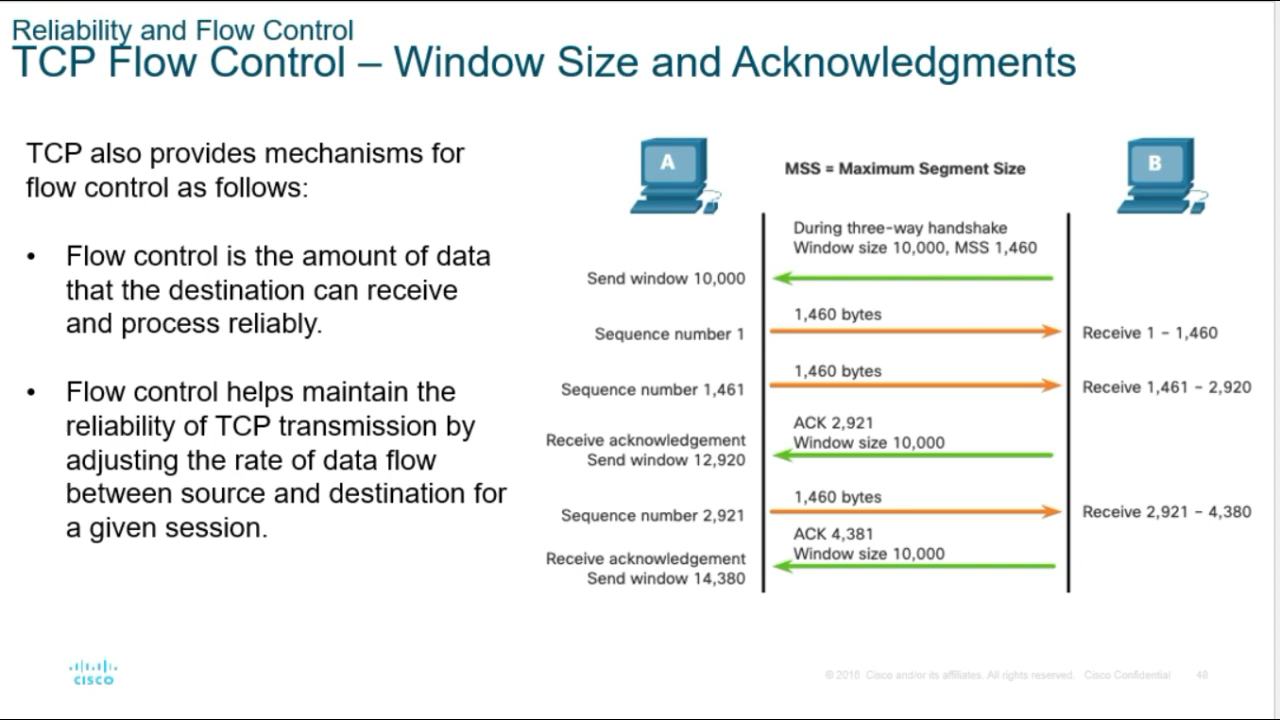 Reliability and Flow Control
TCP Flow Control – Window Size and Acknowledgments
TCP also provides mechanisms for
flow control as follows:
• Flow control is the amount of data
that the destination can receive
and process reliably.
• Flow control helps maintain the
reliability of TCP transmission by
adjusting the rate of data flow
between source and destination for
a given session.
A
MSS = Maximum Segment Size
B
During three-way handshake
Window size 10,000, MSS 1,460
Send window 10,000
1,460 bytes
Sequence number 1
Receive 1 – 1,460
1,460 bytes
Sequence number 1,461
Receive 1,461 – 2,920
ACK 2,921
Window size 10,000
Receive acknowledgement
Send window 12,920
1,460 bytes
Sequence number 2,921
Receive 2,921 – 4,380
ACK 4,381
Window size 10,000
Receive acknowledgement
Send window 14,380
CISCO
© 2016 Cisco and/or its affiliates. All rights reserved. Cisco Confidential
48